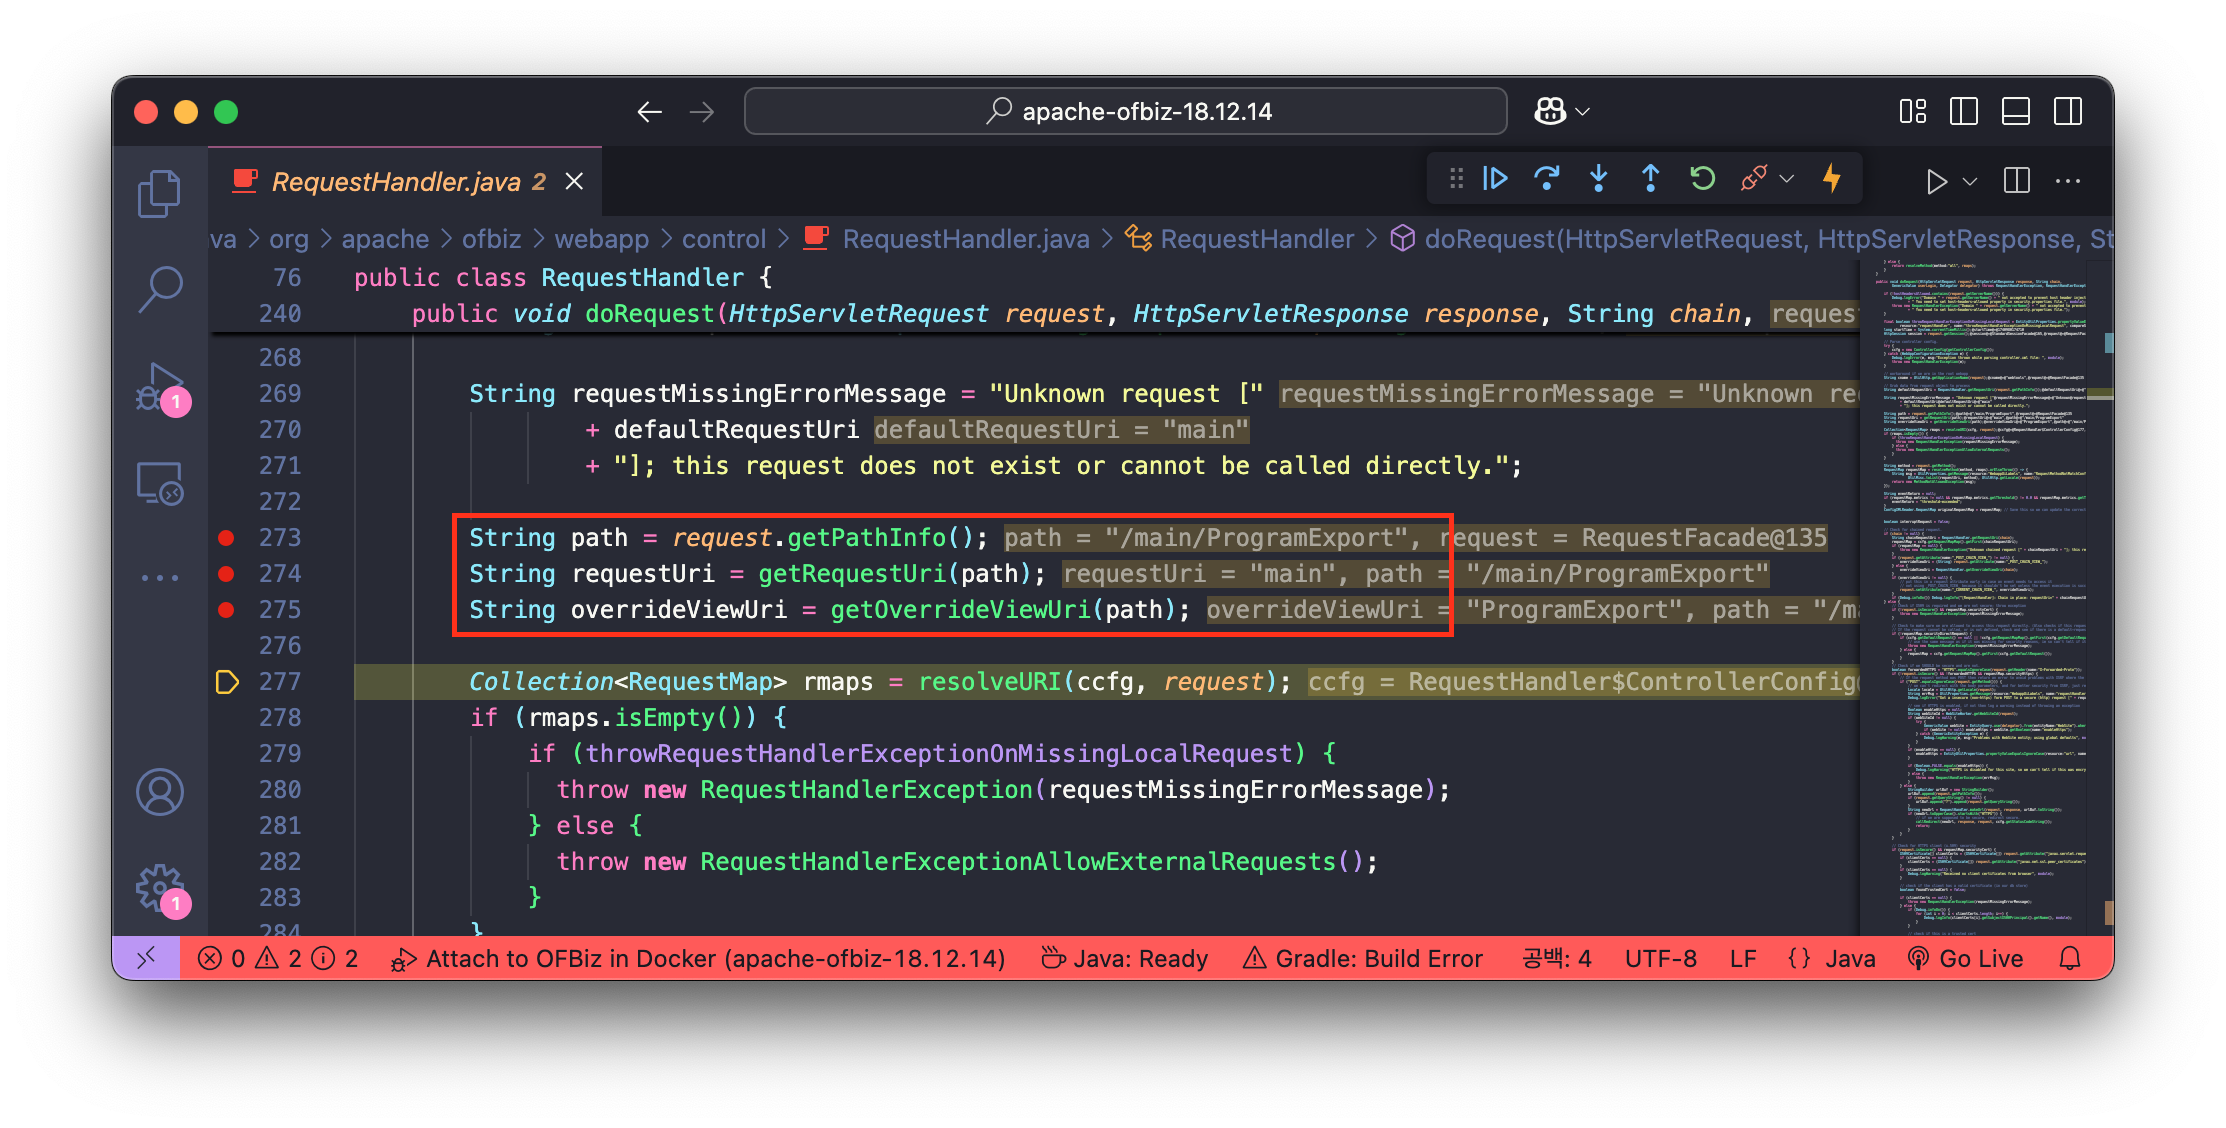 apache-ofbiz-18.12.14
RequestHandler.java 2
va > org > apache > ofbiz > webapp > control > RequestHandler.java > RequestHandler > doRequest(HttpServletRequest, HttpServletResponse, St
76 public class RequestHandler {
240 public void doRequest(HttpServletRequest request, HttpServletResponse response, String chain, reques
268
269 String requestMissingErrorMessage = "Unknown request [" requestMissingErrorMessage = "Unknown re
270 + defaultRequestUri defaultRequestUri = "main"
271 + "]; this request does not exist or cannot be called directly.";
272
273 String path = request.getPathInfo(); path = "/main/ProgramExport", request = RequestFacade@135
274 String requestUri = getRequestUri(path); requestUri = "main", path = "/main/ProgramExport"
275 String overrideViewUri = getOverrideViewUri(path); overrideViewUri = "ProgramExport", path = "/ma
276
277 Collection<RequestMap> rmaps = resolveURI(ccfg, request); ccfg = RequestHandler$ControllerConfig
278 if (rmaps.isEmpty()) {
279 if (throwRequestHandlerExceptionOnMissingLocalRequest) {
280 throw new RequestHandlerException(requestMissingErrorMessage);
281 } else {
282 throw new RequestHandlerExceptionAllowExternalRequests();
283 }
284 }
1
1
0 2 2 Attach to OFBiz in Docker (apache-ofbiz-18.12.14) Java: Ready Gradle: Build Error 공백: 4 UTF-8 LF {} Java Go Live